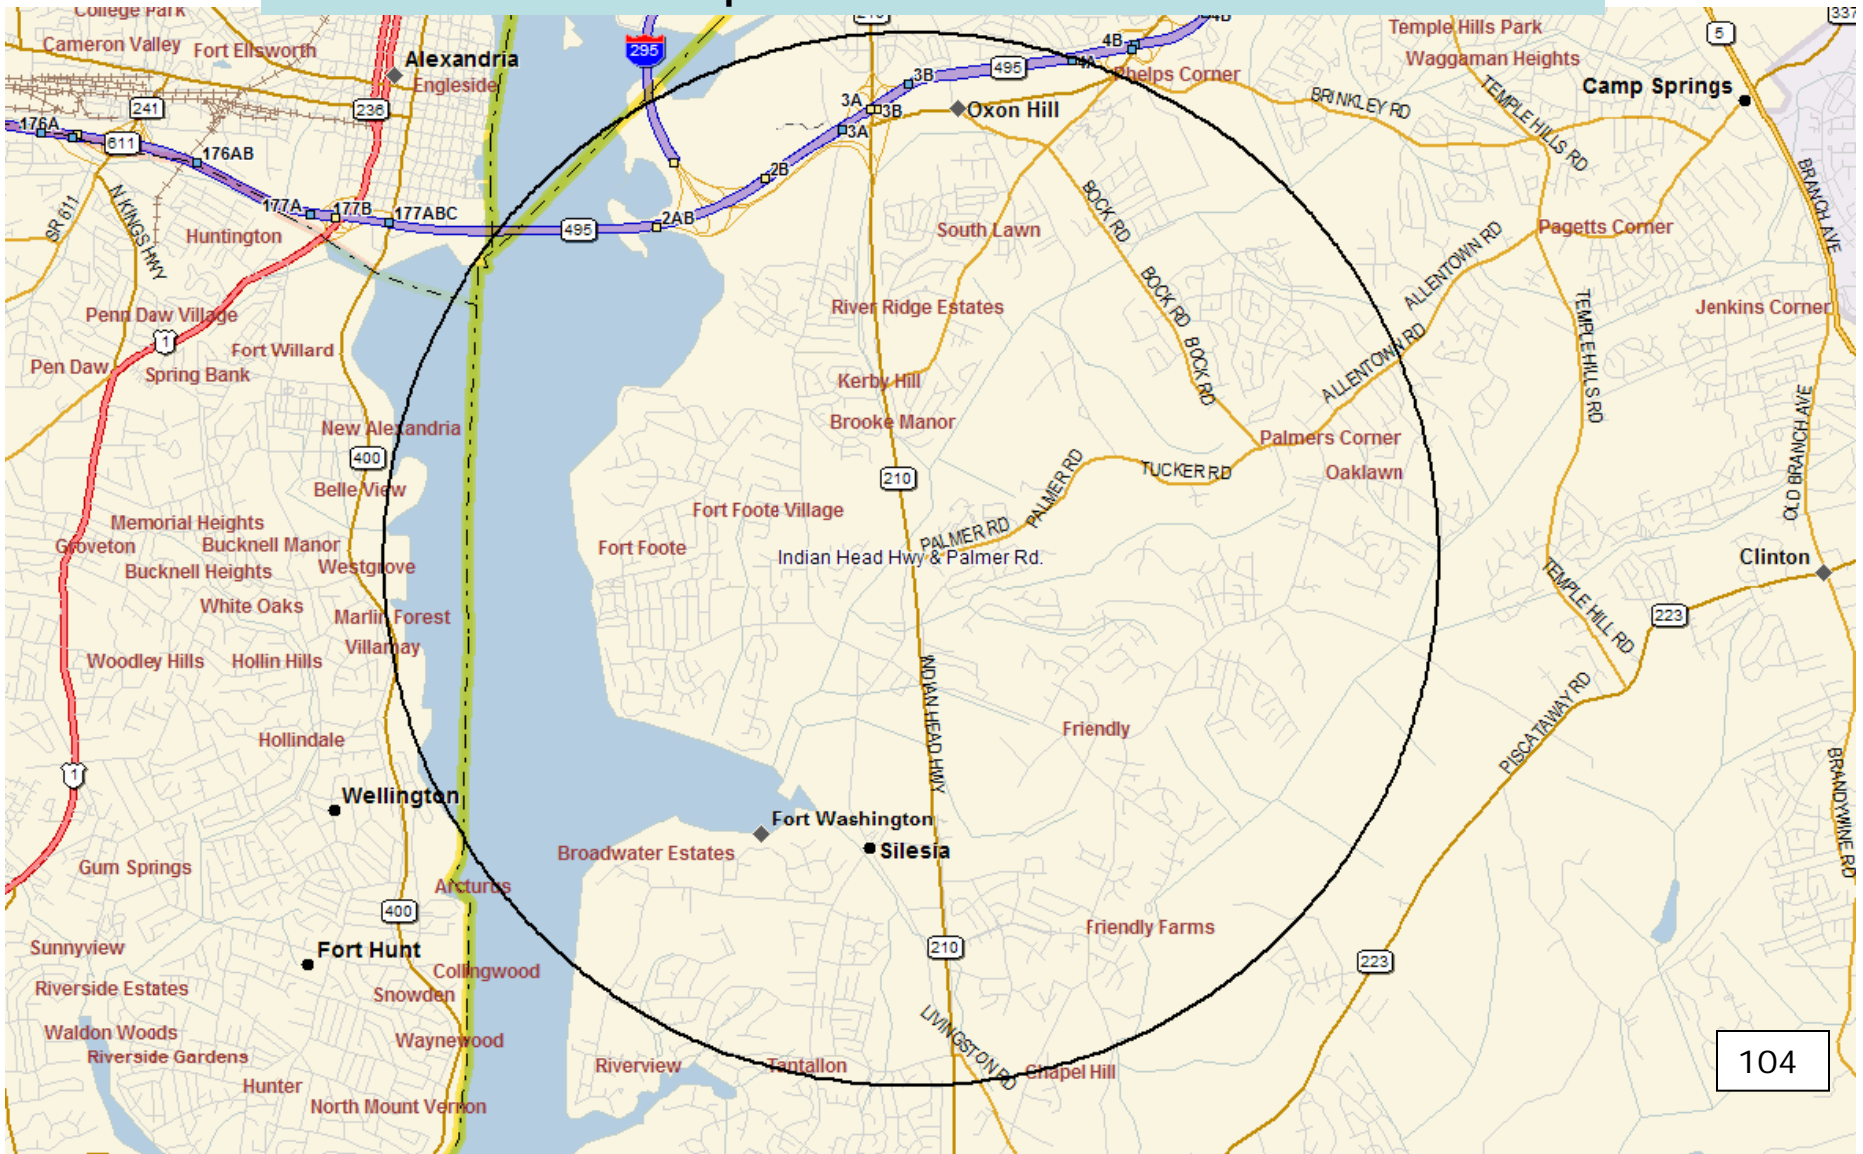 College Park
Cameron Valley
Fort Ellsworth
Alexandria
Engleside
241
236
176A
611
176AB
SR 611
N KINGS HWY
177A
177B
177ABC
Huntington
495
295
2AB
2B
3A
3A
3B
3B
495
4A
4B
4B
Oxon Hill
Phelps Corner
BRINKLEY RD
Temple Hills Park
Waggaman Heights
TEMPLE HILLS RD
Camp Springs
5
337
BRANCH AVE
Pagetts Corner
South Lawn
BOCK RD
BOCK RD
BOCK RD
ALLENTOWN RD
ALLENTOWN RD
TEMPLE HILLS RD
Jenkins Corner
Penn Daw Village
1
Fort Willard
Pen Daw
Spring Bank
River Ridge Estates
Kerby Hill
Brooke Manor
New Alexandria
400
Belle View
210
Palmers Corner
Oaklawn
TUCKER RD
PALMER RD
PALMER RD
OLD BRANCH AVE
Memorial Heights
Groveton
Bucknell Manor
Bucknell Heights
Westgrove
White Oaks
Marlin Forest
Villamay
Woodley Hills
Hollin Hills
Fort Foote Village
Fort Foote
Indian Head Hwy & Palmer Rd.
Clinton
223
TEMPLE HILL RD
PISCATAWAY RD
INDIAN HEAD HWY
Friendly
Hollindale
1
Wellington
BRANDYWINE RD
Fort Washington
Silesia
Broadwater Estates
Gum Springs
Arcturus
400
Friendly Farms
Sunnyview
Fort Hunt
210
223
Collingwood
Riverside Estates
Snowden
Waldon Woods
Riverside Gardens
Waynewood
LIVINGSTON RD
Hunter
Riverview
Tantallon
Chapel Hill
North Mount Vernon
104